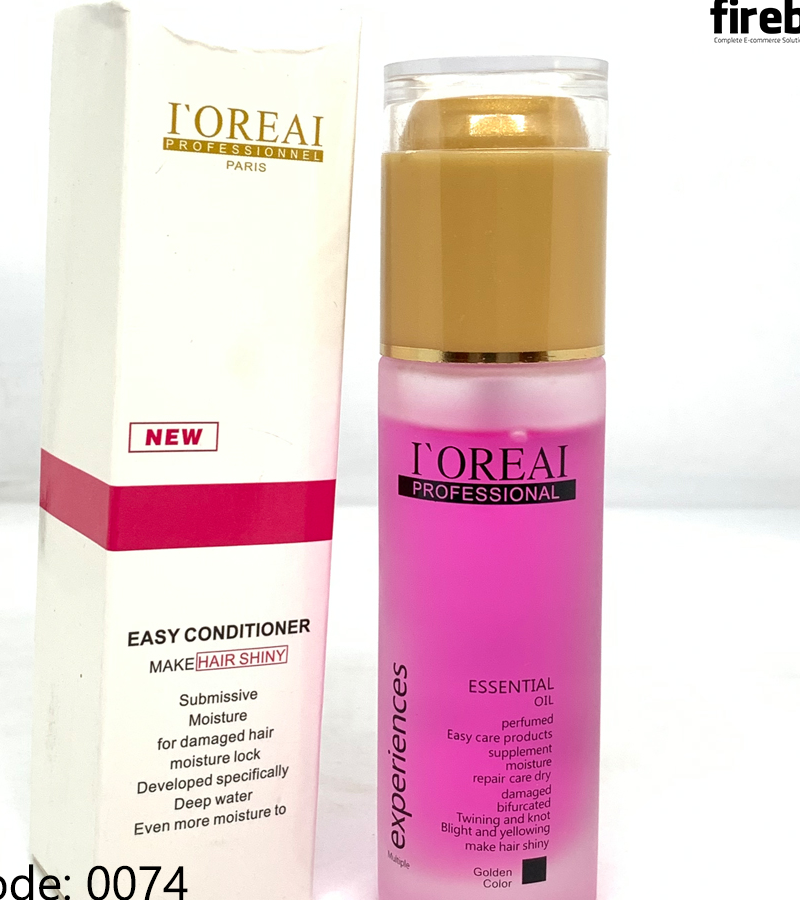 fireb
Complete E-commerce Soluti
I`OREAI
PROFESSIONNEL
PARIS
NEW
EASY CONDITIONER
MAKE HAIR SHINY
Submissive
Moisture
for damaged hair
moisture lock
Developed specifically
Deep water
Even more moisture to
I`OREAI
PROFESSIONAL
experiences
Multiple
ESSENTIAL
OIL
perfumed
Easy care products
supplement
moisture
repair care dry
damaged
bifurcated
Twining and knot
Blight and yellowing
make hair shiny
Golden
Color
ode: 0074